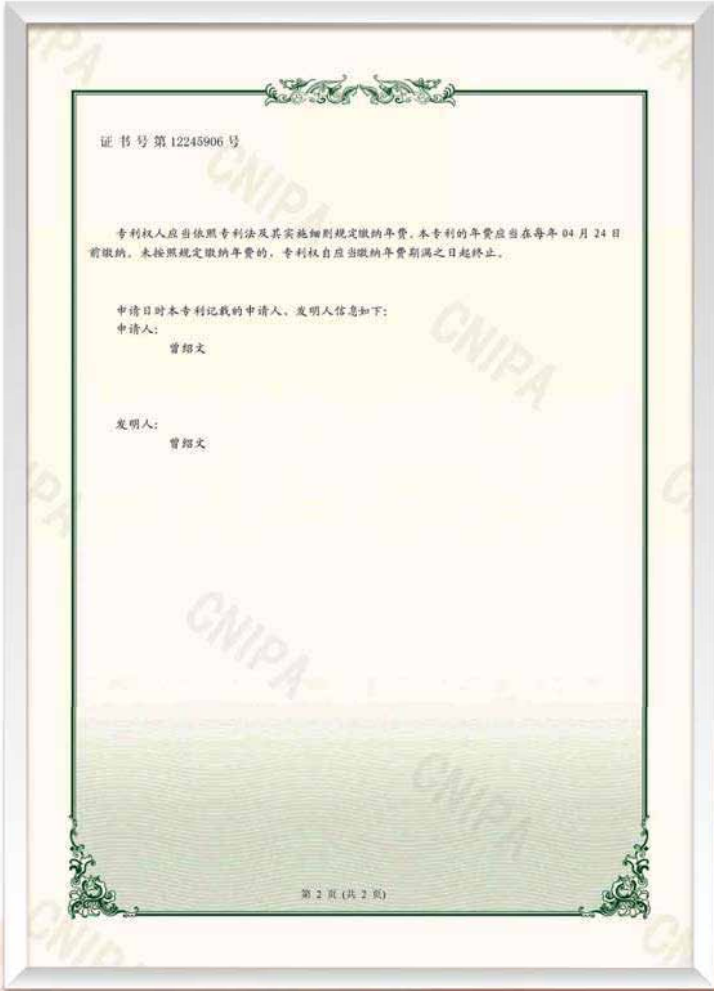 证书号第12245906号
专利权人应当依照专利法及其实施细则规定缴纳年费。本专利的年费应当在每年 04 月 24 日
前缴纳。未按照规定缴纳年费的，专利权自应当缴纳年费期满之日起终止。
申请日时本专利记载的申请人、发明人信息如下：
申请人：
曾绍文
发明人：
曾绍文
第 2 页 (共 2 页)
CNIPA
CNIPA
CNIPA
CNIPA